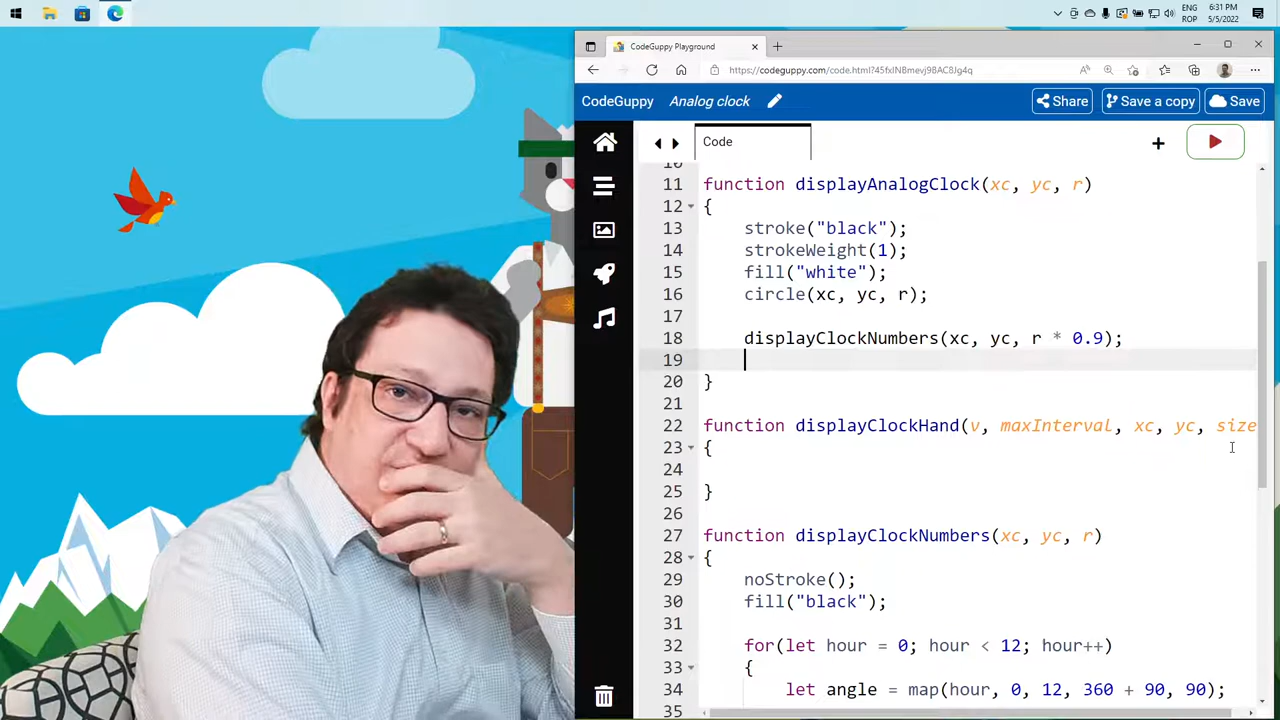 ENG
ROP
6:31 PM
5/5/2022
CodeGuppy Playground
https://codeguppy.com/code.html?45fxlNBmevj9BAC8Jg4q
CodeGuppy
Analog clock
Share
Save a copy
Save
Code
10
11 function displayAnalogClock(xc, yc, r)
12 {
13 stroke("black");
14 strokeWeight(1);
15 fill("white");
16 circle(xc, yc, r);
17
18 displayClockNumbers(xc, yc, r * 0.9);
19
20 }
21
22 function displayClockHand(v, maxInterval, xc, yc, size
23 {
24
25 }
26
27 function displayClockNumbers(xc, yc, r)
28 {
29 noStroke();
30 fill("black");
31
32 for(let hour = 0; hour < 12; hour++)
33 {
34 let angle = map(hour, 0, 12, 360 + 90, 90);
35